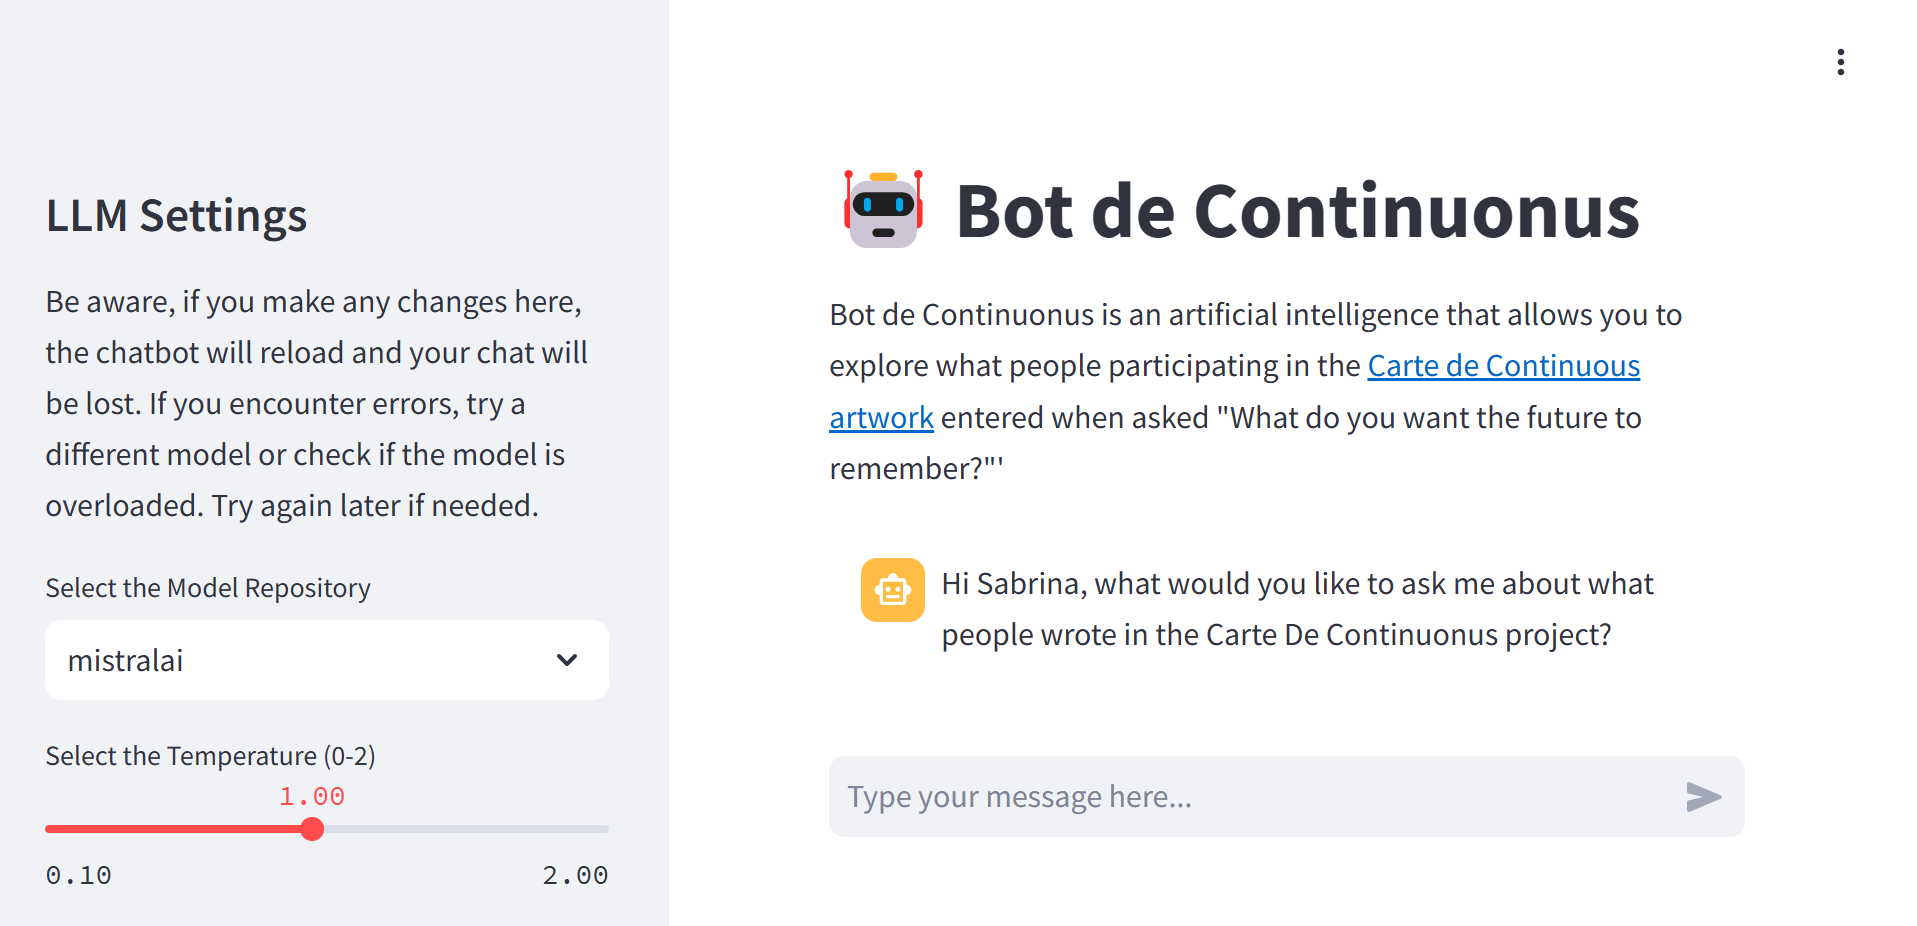 LLM Settings
Be aware, if you make any changes here,
the chatbot will reload and your chat will
be lost. If you encounter errors, try a
different model or check if the model is
overloaded. Try again later if needed.
Select the Model Repository
mistralai
Select the Temperature (0-2)
1.00
0.10 2.00
Bot de Continuonus
Bot de Continuonus is an artificial intelligence that allows you to
explore what people participating in the Carte de Continuous
artwork entered when asked "What do you want the future to
remember?"'
Hi Sabrina, what would you like to ask me about what
people wrote in the Carte De Continuonus project?
Type your message here...